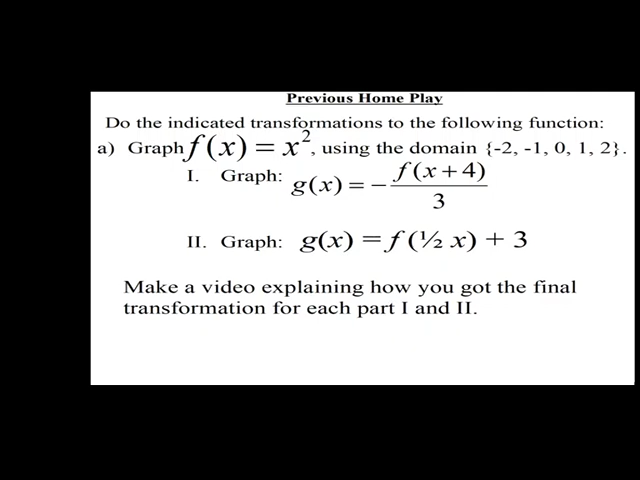 Previous Home Play
Do the indicated transformations to the following function:
a) Graph f(x) = x², using the domain {-2, -1, 0, 1, 2}.
I. Graph: g(x) = − f(x + 4) / 3
II. Graph: g(x) = f(½ x) + 3
Make a video explaining how you got the final
transformation for each part I and II.